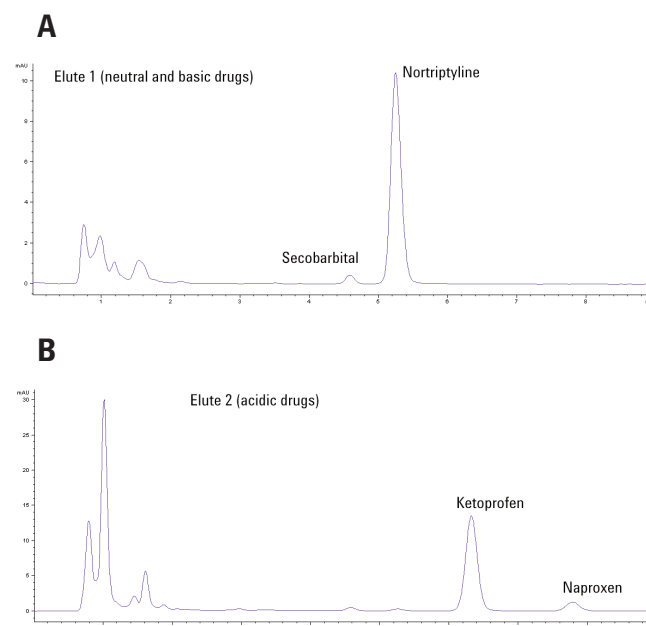 A
mAU
Elute 1 (neutral and basic drugs)
Nortriptyline
10
8
6
4
2
Secobarbital
0
1 2 3 4 5 6 7 8
B
mAU
30
Elute 2 (acidic drugs)
25
20
15
Ketoprofen
10
5
Naproxen
0